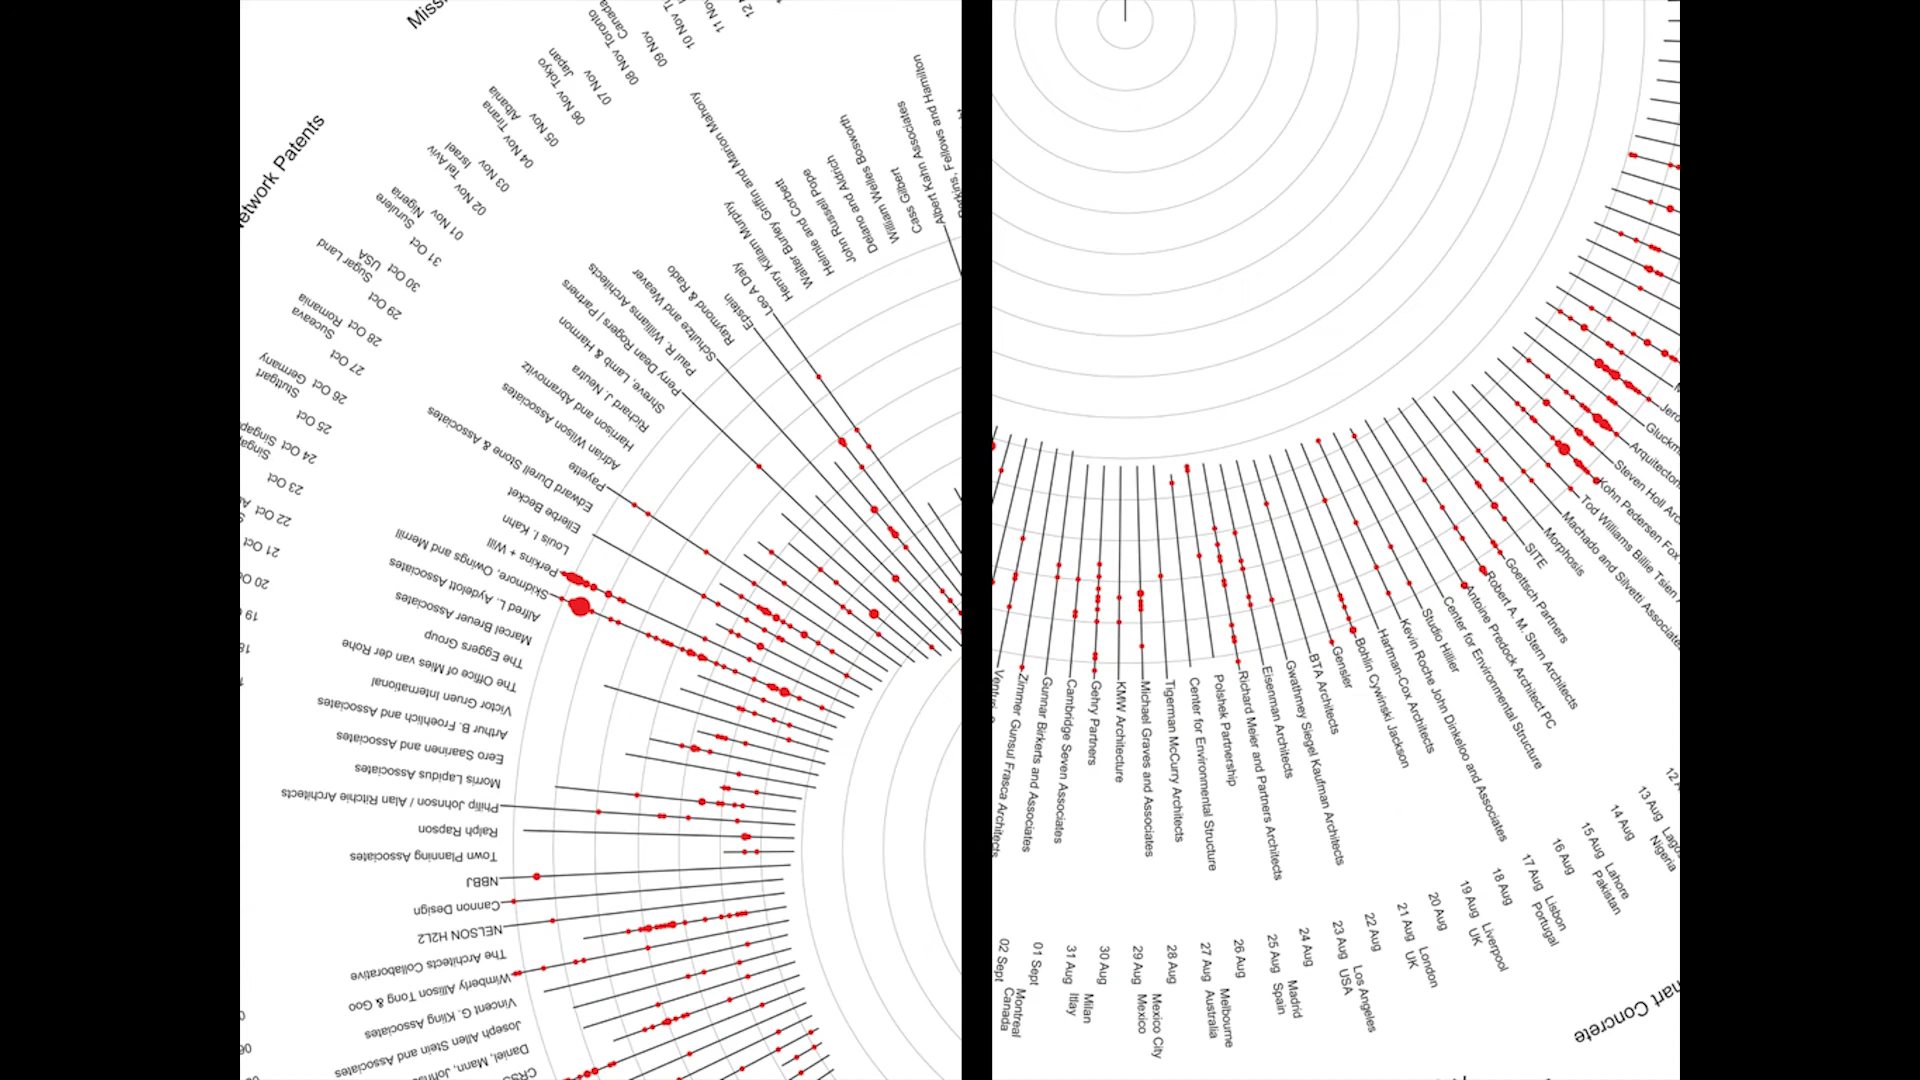 10 Nov
09 Nov
08 Nov Toronto
Canada
07 Nov
06 Nov Tokyo
Japan
05 Nov
04 Nov Tirana
Albania
03 Nov
02 Nov Tel Aviv
Israel
01 Nov
31 Oct Surulere
Nigeria
30 Oct
29 Oct Sugar Land
USA
28 Oct
27 Oct Suceava
Romania
26 Oct
25 Oct Stuttgart
Germany
24 Oct
23 Oct
22 Oct
21 Oct
20 Oct
Patents
Albert Kahn Associates
Cass Gilbert
William Welles Bosworth
Delano and Aldrich
John Russell Pope
Helmle and Corbett
Walter Burley Griffin and Marion Mahony
Henry Killam Murphy
Leo A Daly
Epstein
Raymond & Rado
Schultze and Weaver
Paul R. Williams Architects
Perry Dean Rogers | Partners
Shreve, Lamb & Harmon
Richard J. Neutra
Harrison and Abramovitz
Adrian Wilson Associates
Payette
Edward Durrell Stone & Associates
Ellerbe Becket
Louis I. Kahn
Perkins + Will
Skidmore, Owings and Merrill
Alfred L. Aydelott Associates
Marcel Breuer Associates
The Eggers Group
The Office of Mies van der Rohe
Victor Gruen International
Arthur B. Froehlich and Associates
Eero Saarinen and Associates
Morris Lapidus Associates
Philip Johnson / Alan Ritchie Architects
Ralph Rapson
Town Planning Associates
NBBJ
Cannon Design
NELSON H2L2
The Architects Collaborative
Wimberly Allison Tong & Goo
Vincent G. Kling Associates
Joseph Allen Stein and Associates
Daniel, Mann,
Zimmer Gunsul Frasca Architects
Gunnar Birkerts and Associates
Cambridge Seven Associates
Gehry Partners
KMW Architecture
Michael Graves and Associates
Tigerman McCurry Architects
Center for Environmental Structure
Polshek Partnership
Richard Meier and Partners Architects
Eisenman Architects
Gwathmey Siegel Kaufman Architects
BTA Architects
Gensler
Bohlin Cywinski Jackson
Hartman-Cox Architects
Kevin Roche John Dinkeloo and Associates
Studio Hillier
Center for Environmental Structure
Antoine Predock Architect PC
Robert A. M. Stern Architects
Goettsch Partners
SITE
Morphosis
Machado and Silvetti Associates
Tod Williams Billie Tsien
Kohn Pedersen Fox
Steven Holl
02 Sept Montreal
Canada
01 Sept
31 Aug Milan
Itlay
30 Aug
29 Aug Mexico City
Mexico
28 Aug
27 Aug Melbourne
Australia
26 Aug
25 Aug Madrid
Spain
24 Aug
23 Aug Los Angeles
USA
22 Aug
21 Aug London
UK
20 Aug
19 Aug Liverpool
UK
18 Aug
17 Aug Lisbon
Portugal
16 Aug
15 Aug Lahore
Pakistan
14 Aug
13 Aug
Nigeria
Concrete